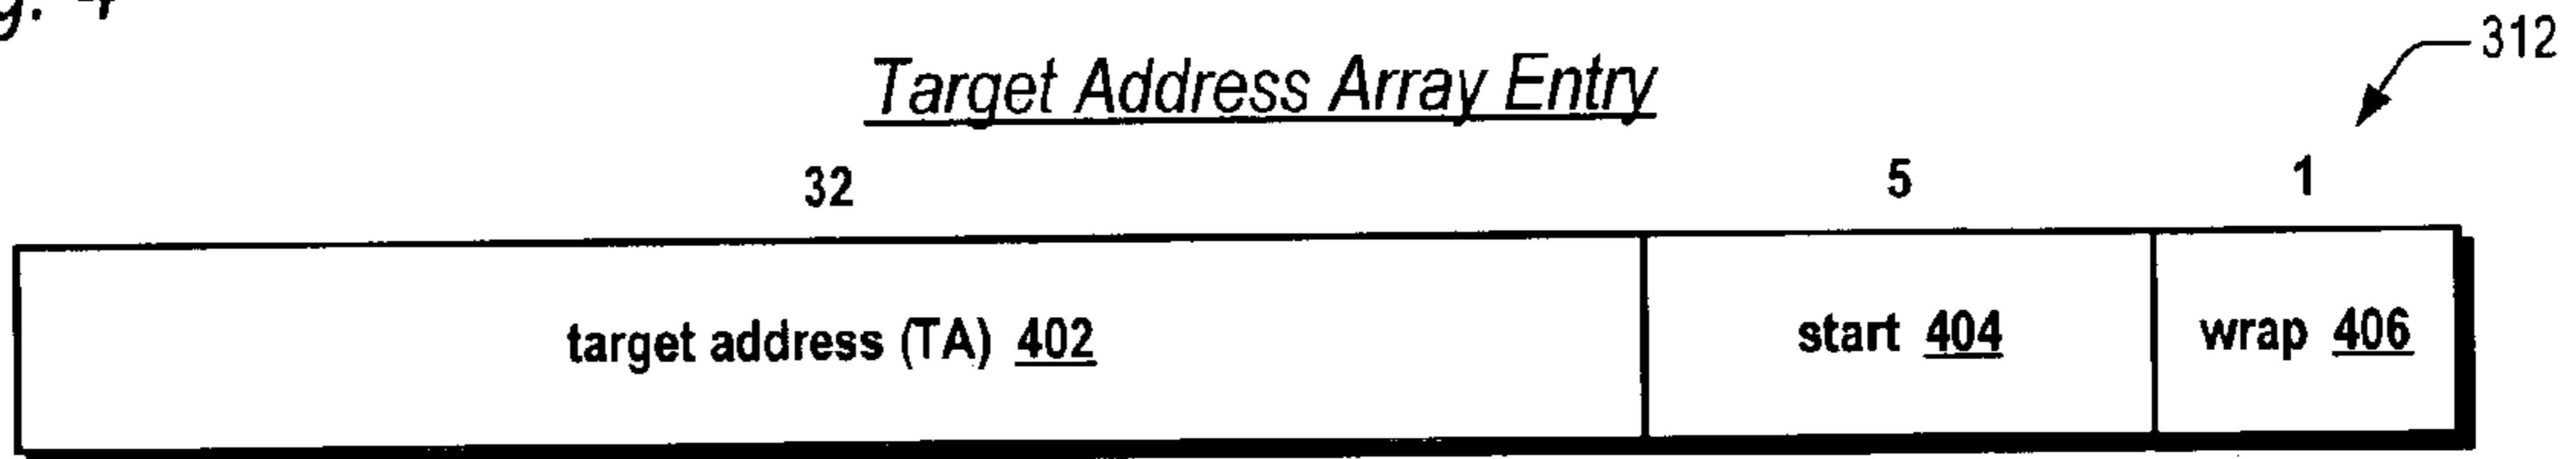 312
Target Address Array Entry
32 5 1
target address (TA) 402 start 404 wrap 406